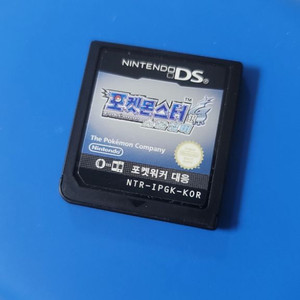 NINTENDO DS
포켓몬스터
The Pokémon Company
Nintendo
포켓워커 대응
NTR-IPGK-KOR